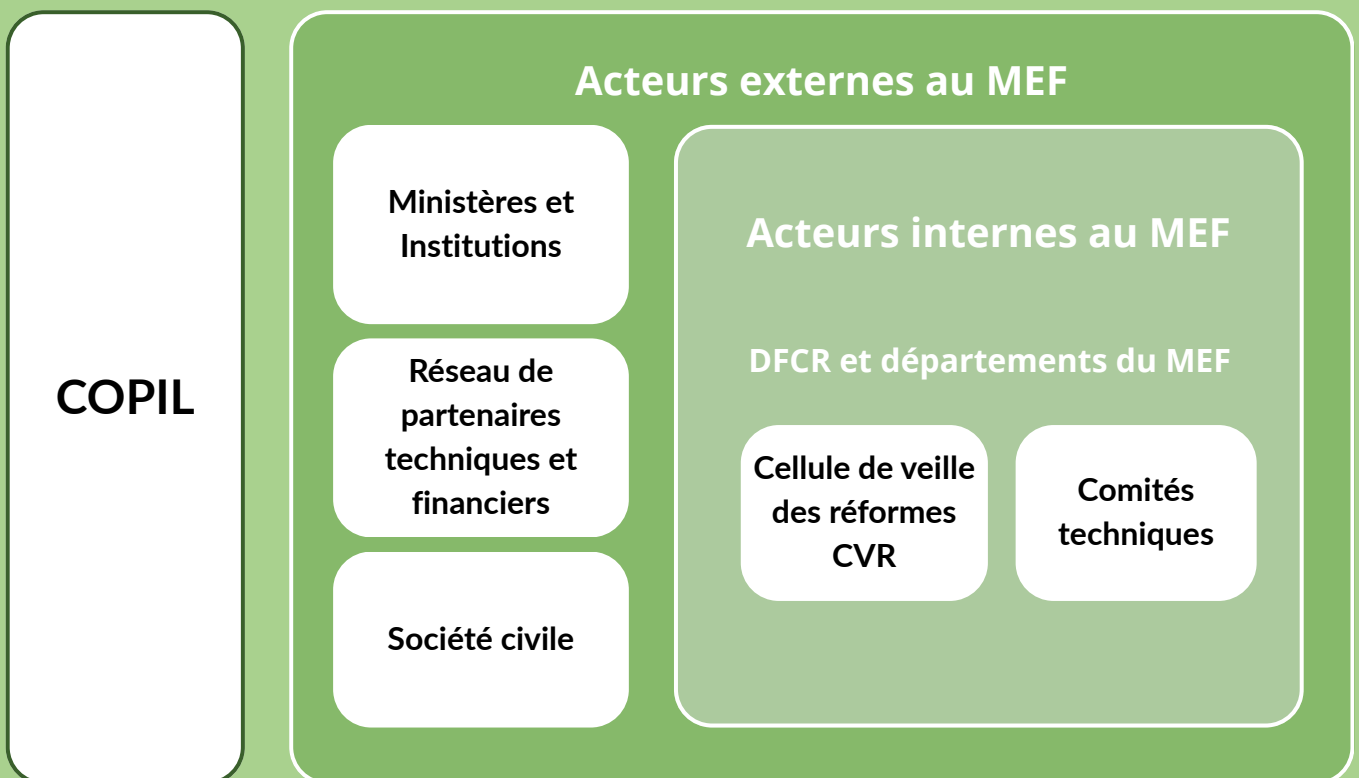 COPIL
Acteurs externes au MEF
Ministères et
Institutions
Réseau de
partenaires
techniques et
financiers
Société civile
Acteurs internes au MEF
DFCR et départements du MEF
Cellule de veille
des réformes
CVR
Comités
techniques